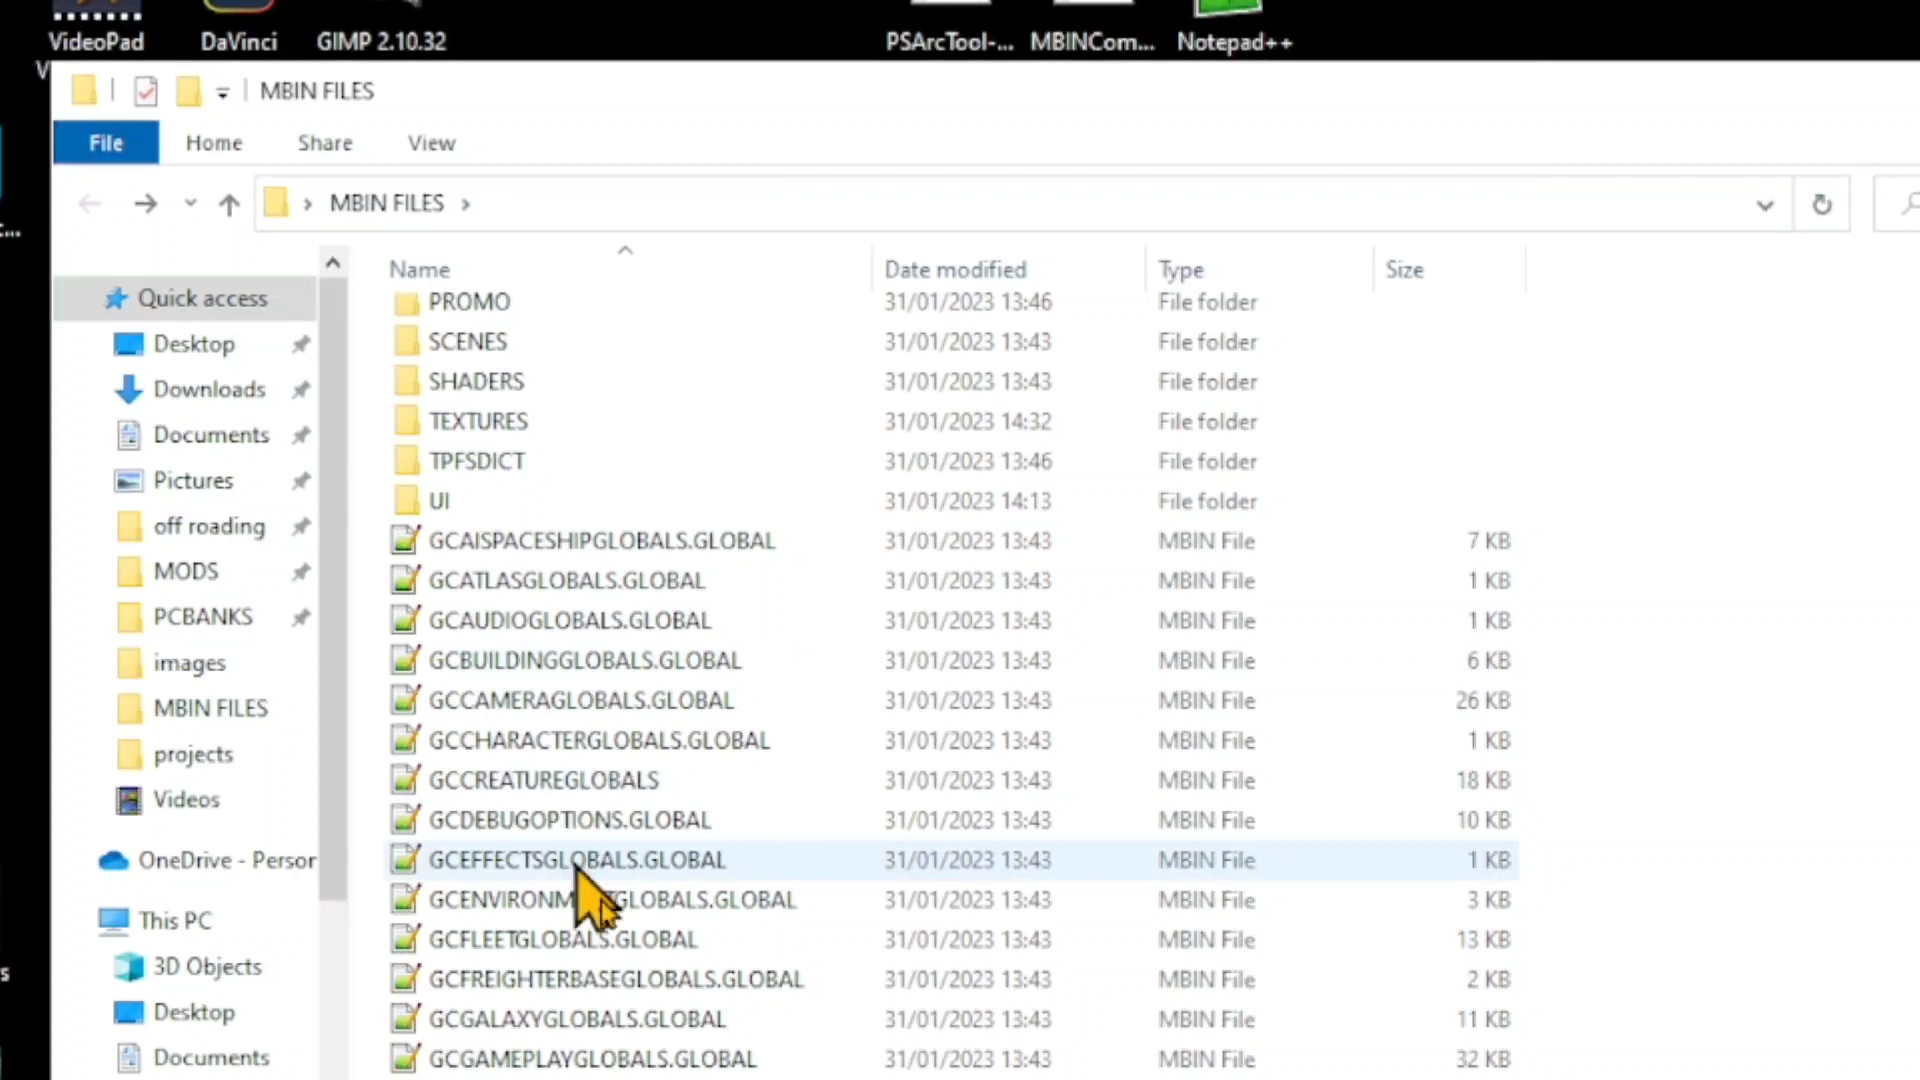 VideoPad DaVinci GIMP 2.10.32 PSArcTool-... MBINCom... Notepad++
V
MBIN FILES
File Home Share View
MBIN FILES
Name Date modified Type Size
Quick access
Desktop
Downloads
Documents
Pictures
off roading
MODS
PCBANKS
images
MBIN FILES
projects
Videos
OneDrive - Person
This PC
3D Objects
Desktop
Documents
PROMO 31/01/2023 13:46 File folder
SCENES 31/01/2023 13:43 File folder
SHADERS 31/01/2023 13:43 File folder
TEXTURES 31/01/2023 14:32 File folder
TPFSDICT 31/01/2023 13:46 File folder
UI 31/01/2023 14:13 File folder
GCAISPACESHIPGLOBALS.GLOBAL 31/01/2023 13:43 MBIN File 7 KB
GCATLASGLOBALS.GLOBAL 31/01/2023 13:43 MBIN File 1 KB
GCAUDIOGLOBALS.GLOBAL 31/01/2023 13:43 MBIN File 1 KB
GCBUILDINGGLOBALS.GLOBAL 31/01/2023 13:43 MBIN File 6 KB
GCCAMERAGLOBALS.GLOBAL 31/01/2023 13:43 MBIN File 26 KB
GCCHARACTERGLOBALS.GLOBAL 31/01/2023 13:43 MBIN File 1 KB
GCCREATUREGLOBALS 31/01/2023 13:43 MBIN File 18 KB
GCDEBUGOPTIONS.GLOBAL 31/01/2023 13:43 MBIN File 10 KB
GCEFFECTSGLOBALS.GLOBAL 31/01/2023 13:43 MBIN File 1 KB
GCENVIRONMENTGLOBALS.GLOBAL 31/01/2023 13:43 MBIN File 3 KB
GCFLEETGLOBALS.GLOBAL 31/01/2023 13:43 MBIN File 13 KB
GCFREIGHTERBASEGLOBALS.GLOBAL 31/01/2023 13:43 MBIN File 2 KB
GCGALAXYGLOBALS.GLOBAL 31/01/2023 13:43 MBIN File 11 KB
GCGAMEPLAYGLOBALS.GLOBAL 31/01/2023 13:43 MBIN File 32 KB